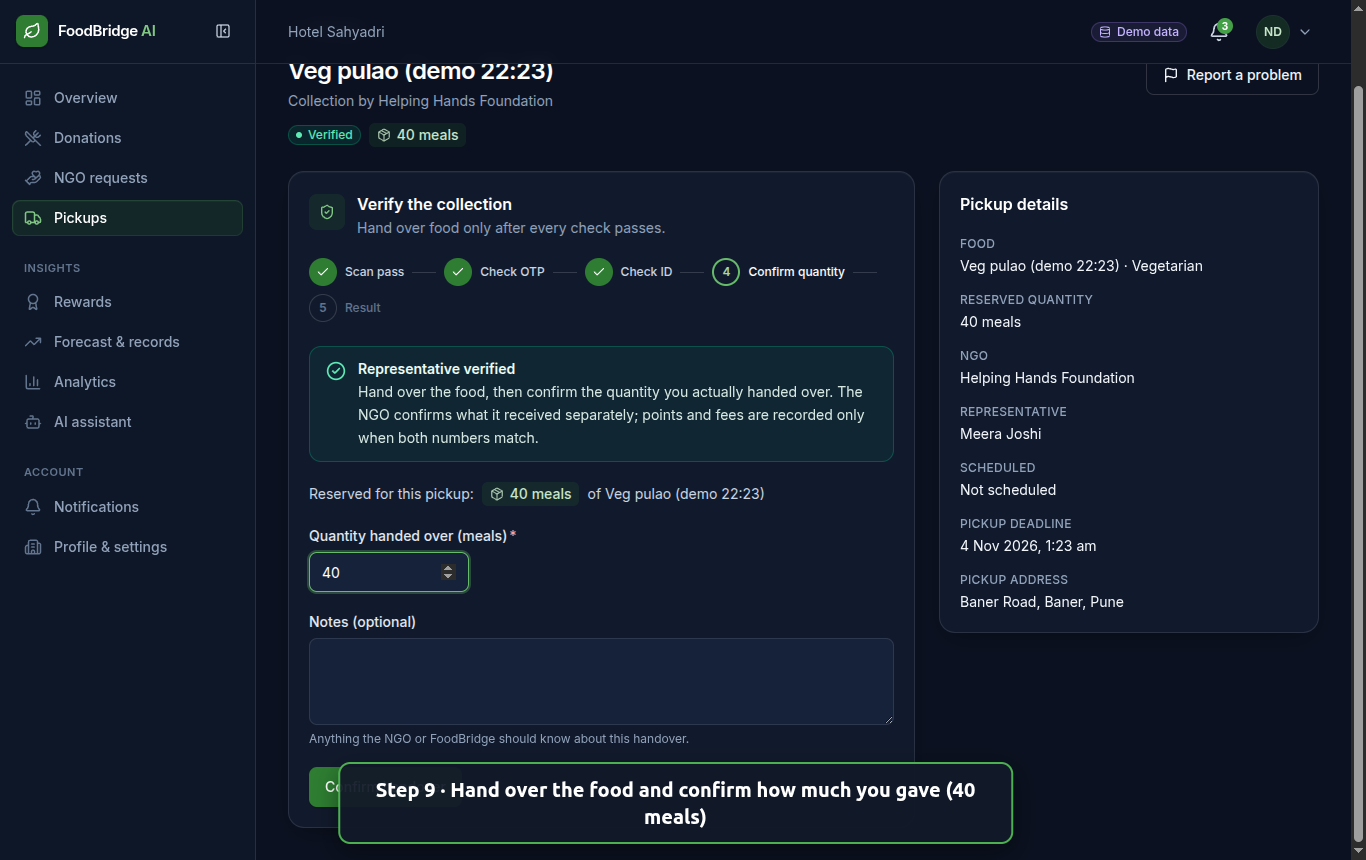 FoodBridge AI
Hotel Sahyadri
Demo data
3
ND
Overview
Donations
NGO requests
Pickups
INSIGHTS
Rewards
Forecast & records
Analytics
AI assistant
ACCOUNT
Notifications
Profile & settings
Veg pulao (demo 22:23)
Collection by Helping Hands Foundation
Verified
40 meals
Report a problem
Verify the collection
Hand over food only after every check passes.
Scan pass
Check OTP
Check ID
4
Confirm quantity
5
Result
Representative verified
Hand over the food, then confirm the quantity you actually handed over. The
NGO confirms what it received separately; points and fees are recorded only
when both numbers match.
Reserved for this pickup: 40 meals of Veg pulao (demo 22:23)
Quantity handed over (meals) *
40
Notes (optional)
Anything the NGO or FoodBridge should know about this handover.
Step 9 · Hand over the food and confirm how much you gave (40
meals)
Pickup details
FOOD
Veg pulao (demo 22:23) · Vegetarian
RESERVED QUANTITY
40 meals
NGO
Helping Hands Foundation
REPRESENTATIVE
Meera Joshi
SCHEDULED
Not scheduled
PICKUP DEADLINE
4 Nov 2026, 1:23 am
PICKUP ADDRESS
Baner Road, Baner, Pune